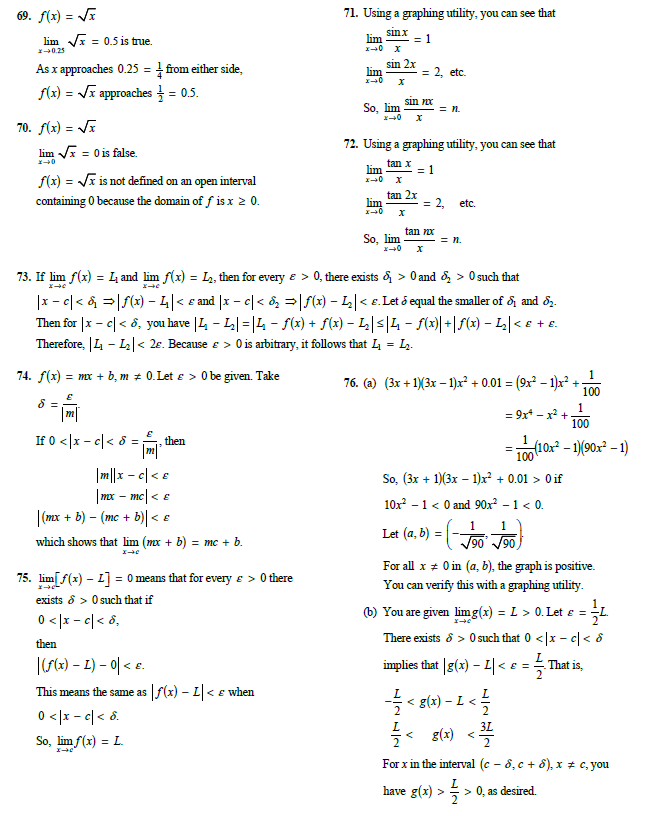 69. f(x) = √x
lim x→0.25 √x = 0.5 is true.
As x approaches 0.25 = 1/4 from either side,
f(x) = √x approaches 1/2 = 0.5.
70. f(x) = √x
lim x→0 √x = 0 is false.
f(x) = √x is not defined on an open interval
containing 0 because the domain of f is x ≥ 0.
71. Using a graphing utility, you can see that
lim x→0 sin x / x = 1
lim x→0 sin 2x / x = 2, etc.
So, lim x→0 sin nx / x = n.
72. Using a graphing utility, you can see that
lim x→0 tan x / x = 1
lim x→0 tan 2x / x = 2, etc.
So, lim x→0 tan nx / x = n.
73. If lim x→c f(x) = L₁ and lim x→c f(x) = L₂, then for every ε > 0, there exists δ₁ > 0 and δ₂ > 0 such that
|x − c| < δ₁ ⇒ |f(x) − L₁| < ε and |x − c| < δ₂ ⇒ |f(x) − L₂| < ε. Let δ equal the smaller of δ₁ and δ₂.
Then for |x − c| < δ, you have |L₁ − L₂| = |L₁ − f(x) + f(x) − L₂| ≤ |L₁ − f(x)| + |f(x) − L₂| < ε + ε.
Therefore, |L₁ − L₂| < 2ε. Because ε > 0 is arbitrary, it follows that L₁ = L₂.
74. f(x) = mx + b, m ≠ 0. Let ε > 0 be given. Take
δ = ε/|m|.
If 0 < |x − c| < δ = ε/|m|, then
|m||x − c| < ε
|mx − mc| < ε
|(mx + b) − (mc + b)| < ε
which shows that lim x→c (mx + b) = mc + b.
75. lim x→c [f(x) − L] = 0 means that for every ε > 0 there
exists δ > 0 such that if
0 < |x − c| < δ,
then
|(f(x) − L) − 0| < ε.
This means the same as |f(x) − L| < ε when
0 < |x − c| < δ.
So, lim x→c f(x) = L.
76. (a) (3x + 1)(3x − 1)x² + 0.01 = (9x² − 1)x² + 1/100
= 9x⁴ − x² + 1/100
= 1/100 (10x² − 1)(90x² − 1)
So, (3x + 1)(3x − 1)x² + 0.01 > 0 if
10x² − 1 < 0 and 90x² − 1 < 0.
Let (a, b) = (−1/√90, 1/√90).
For all x ≠ 0 in (a, b), the graph is positive.
You can verify this with a graphing utility.
(b) You are given lim x→c g(x) = L > 0. Let ε = 1/2 L.
There exists δ > 0 such that 0 < |x − c| < δ
implies that |g(x) − L| < ε = L/2. That is,
−L/2 < g(x) − L < L/2
L/2 < g(x) < 3L/2
For x in the interval (c − δ, c + δ), x ≠ c, you
have g(x) > L/2 > 0, as desired.